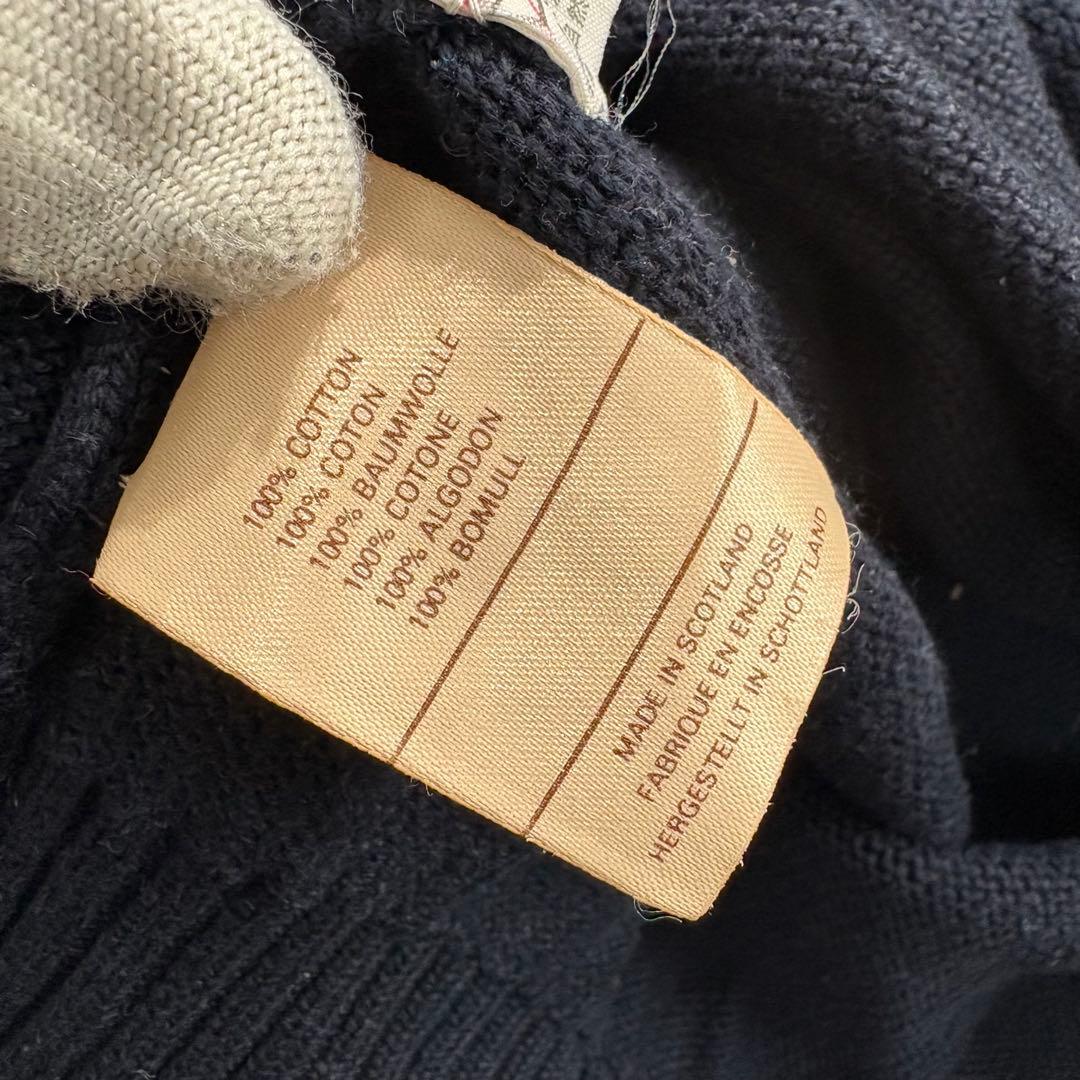 100% COTTON
100% COTON
100% BAUMWOLLE
100% COTONE
100% ALGODON
100% BOMULL
MADE IN SCOTLAND
FABRIQUE EN ENCOSSE
HERGESTELLT IN SCHOTTLAND